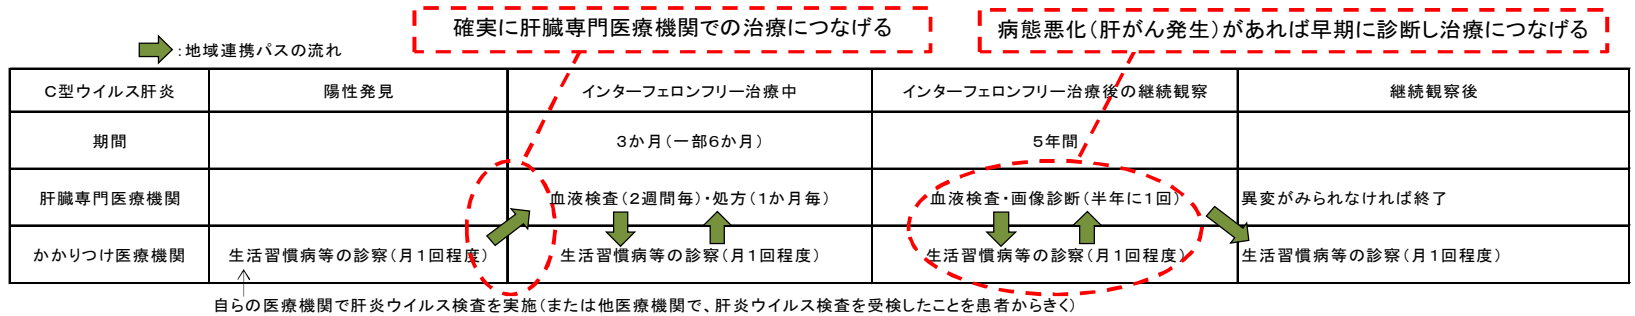 確実に肝臓専門医療機関での治療につなげる
病態悪化(肝がん発生)があれば早期に診断し治療につなげる
:地域連携パスの流れ
C型ウイルス肝炎 陽性発見 インターフェロンフリー治療中 インターフェロンフリー治療後の継続観察 継続観察後
期間 3か月(一部6か月) 5年間
肝臓専門医療機関 血液検査(2週間毎)・処方(1か月毎) 血液検査・画像診断(半年に1回) 異変がみられなければ終了
かかりつけ医療機関 生活習慣病等の診察(月1回程度) 生活習慣病等の診察(月1回程度) 生活習慣病等の診察(月1回程度) 生活習慣病等の診察(月1回程度)
自らの医療機関で肝炎ウイルス検査を実施(または他医療機関で、肝炎ウイルス検査を受検したことを患者からきく)